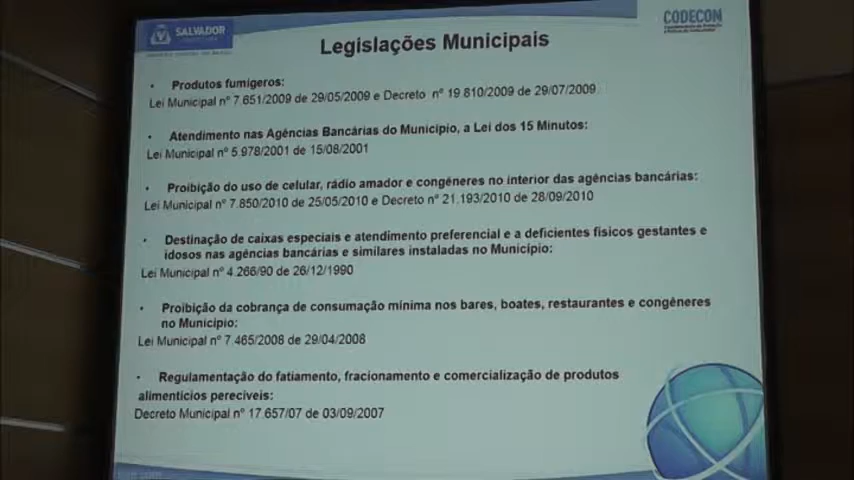 SALVADOR
CODECON
Legislações Municipais
• Produtos fumígeros:
Lei Municipal nº 7.651/2009 de 29/05/2009 e Decreto nº 19.810/2009 de 29/07/2009.
• Atendimento nas Agências Bancárias do Município, a Lei dos 15 Minutos:
Lei Municipal nº 5.978/2001 de 15/08/2001
• Proibição do uso de celular, rádio amador e congêneres no interior das agências bancárias:
Lei Municipal nº 7.850/2010 de 25/05/2010 e Decreto nº 21.193/2010 de 28/09/2010
• Destinação de caixas especiais e atendimento preferencial e a deficientes físicos gestantes e
idosos nas agências bancárias e similares instaladas no Município:
Lei Municipal nº 4.266/90 de 26/12/1990
• Proibição da cobrança de consumação mínima nos bares, boates, restaurantes e congêneres
no Município:
Lei Municipal nº 7.465/2008 de 29/04/2008
• Regulamentação do fatiamento, fracionamento e comercialização de produtos
alimentícios perecíveis:
Decreto Municipal nº 17.657/07 de 03/09/2007